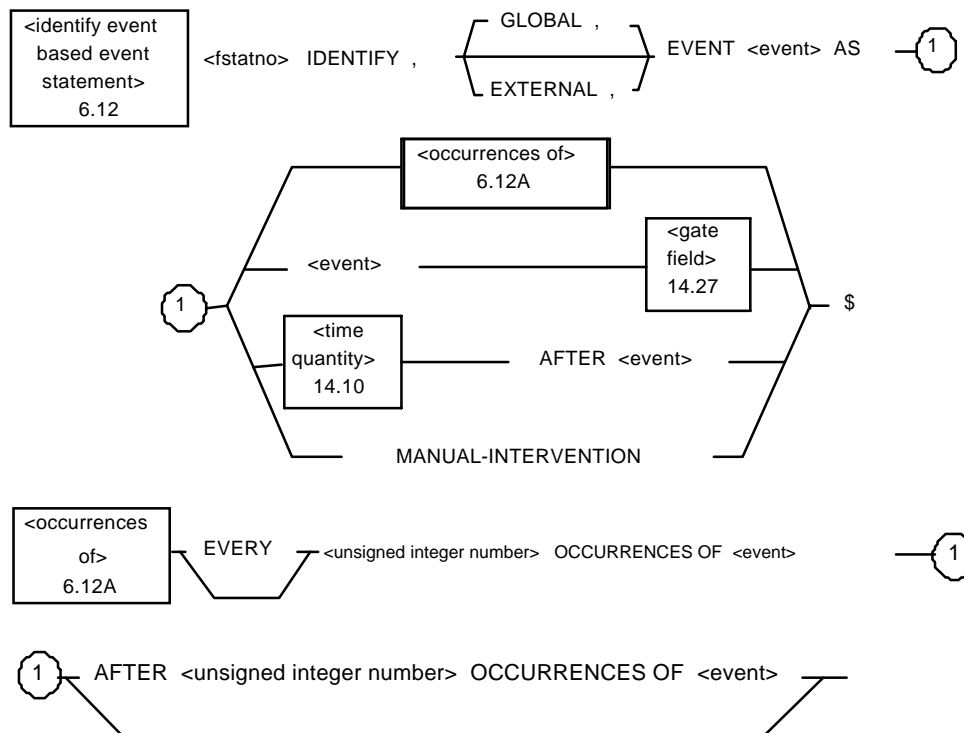 <identify event
based event
statement>
6.12
<fstatno> IDENTIFY ,
GLOBAL ,
EXTERNAL ,
EVENT <event> AS
1
<occurrences of>
6.12A
<event>
<gate
field>
14.27
1
$
<time
quantity>
14.10
AFTER <event>
MANUAL-INTERVENTION
<occurrences
of>
6.12A
EVERY
<unsigned integer number> OCCURRENCES OF <event>
1
1
AFTER <unsigned integer number> OCCURRENCES OF <event>